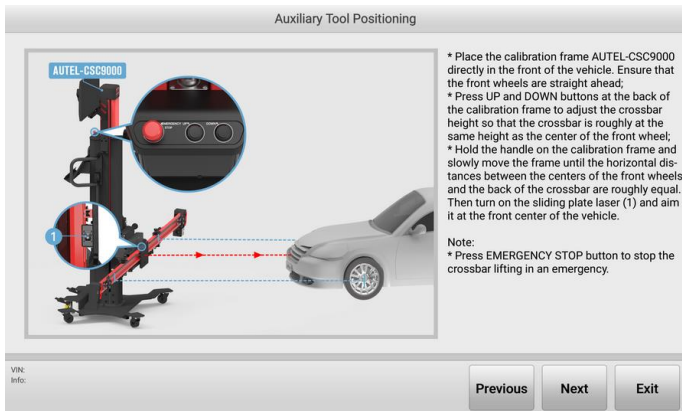 Auxiliary Tool Positioning
AUTEL-CSC9000
EMERGENCY UP DOWN
STOP
1
* Place the calibration frame AUTEL-CSC9000
directly in the front of the vehicle. Ensure that
the front wheels are straight ahead;
* Press UP and DOWN buttons at the back of
the calibration frame to adjust the crossbar
height so that the crossbar is roughly at the
same height as the center of the front wheel;
* Hold the handle on the calibration frame and
slowly move the frame until the horizontal dis-
tances between the centers of the front wheels
and the back of the crossbar are roughly equal.
Then turn on the sliding plate laser (1) and aim
it at the front center of the vehicle.
Note:
* Press EMERGENCY STOP button to stop the
crossbar lifting in an emergency.
VIN:
Info:
Previous Next Exit